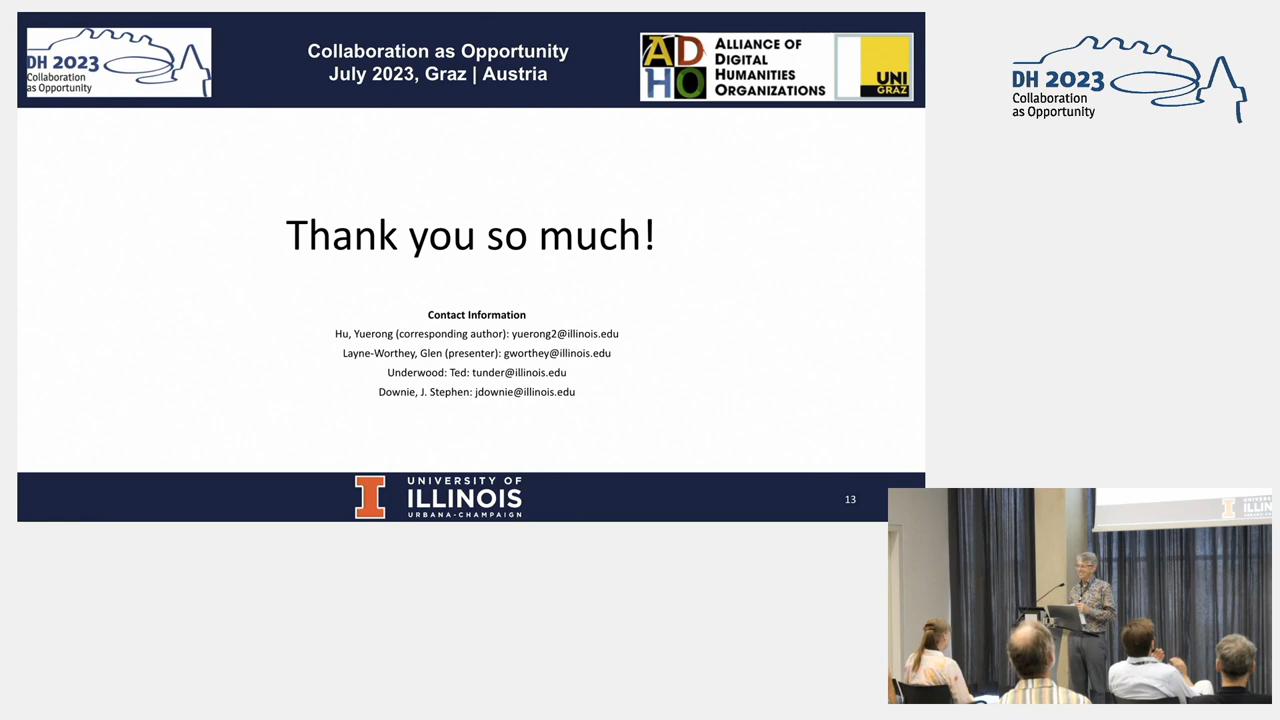 DH 2023
Collaboration
as Opportunity
Collaboration as Opportunity
July 2023, Graz | Austria
ADHO
ALLIANCE OF
DIGITAL
HUMANITIES
ORGANIZATIONS
UNI
GRAZ
DH 2023
Collaboration
as Opportunity
Thank you so much!
Contact Information
Hu, Yuerong (corresponding author): yuerong2@illinois.edu
Layne-Worthey, Glen (presenter): gworthey@illinois.edu
Underwood: Ted: tunder@illinois.edu
Downie, J. Stephen: jdownie@illinois.edu
I
UNIVERSITY OF
ILLINOIS
URBANA-CHAMPAIGN
13